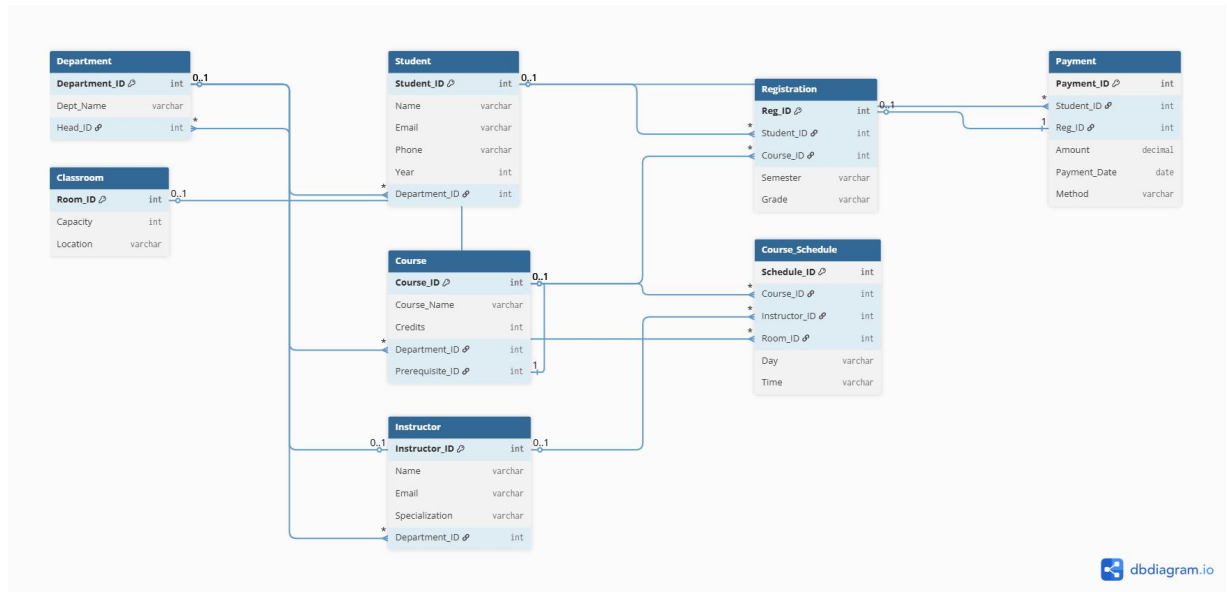 Department
Department_ID int 0..1
Dept_Name varchar
Head_ID int *
Classroom
Room_ID int 0..1
Capacity int
Location varchar
Student
Student_ID int 0..1
Name varchar
Email varchar
Phone varchar
Year int
* Department_ID int
Course
Course_ID int 0..1
Course_Name varchar
Credits int
* Department_ID int
Prerequisite_ID int 1
Instructor
0..1 Instructor_ID int 0..1
Name varchar
Email varchar
Specialization varchar
* Department_ID int
Registration
Reg_ID int 0..1
* Student_ID int
* Course_ID int
Semester varchar
Grade varchar
Course_Schedule
Schedule_ID int
* Course_ID int
* Instructor_ID int
* Room_ID int
Day varchar
Time varchar
Payment
Payment_ID int
* Student_ID int
1 Reg_ID int
Amount decimal
Payment_Date date
Method varchar
dbdiagram.io